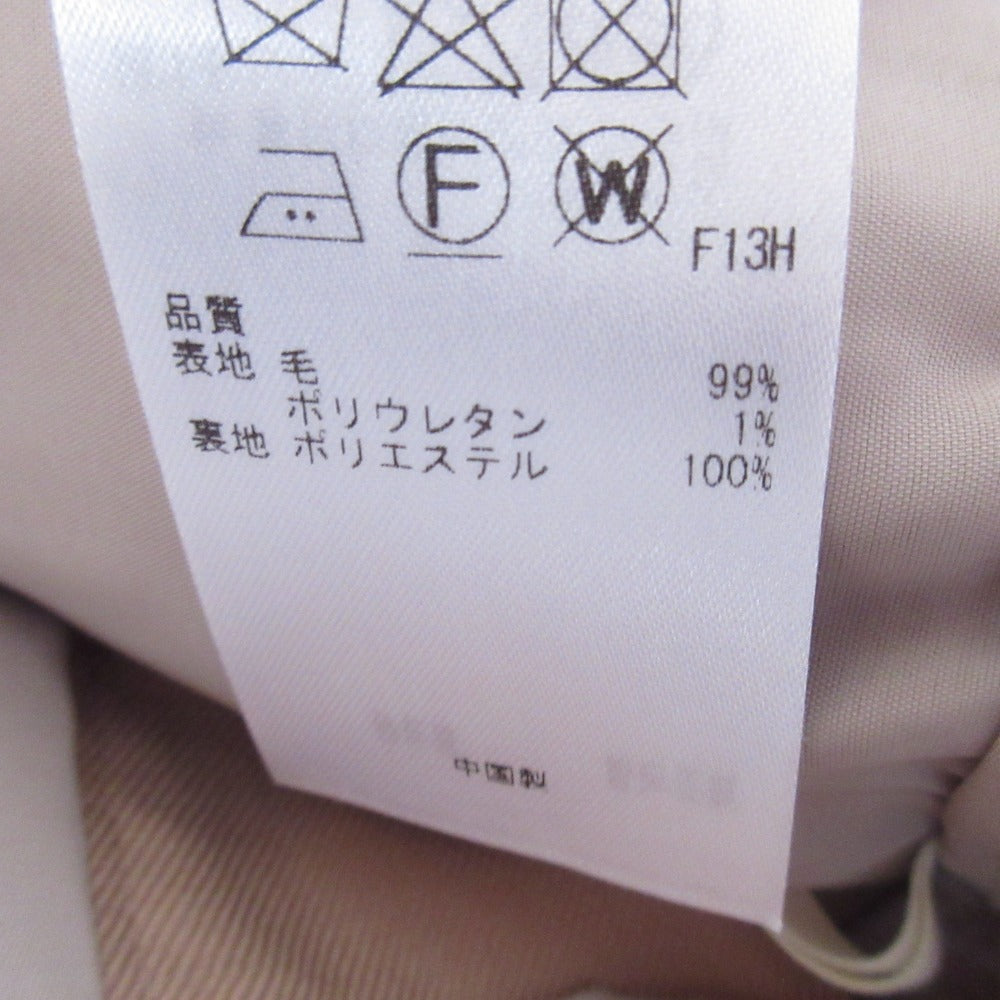 F W F13H
品質
表地 毛 99%
ポリウレタン 1%
裏地 ポリエステル 100%
中国製